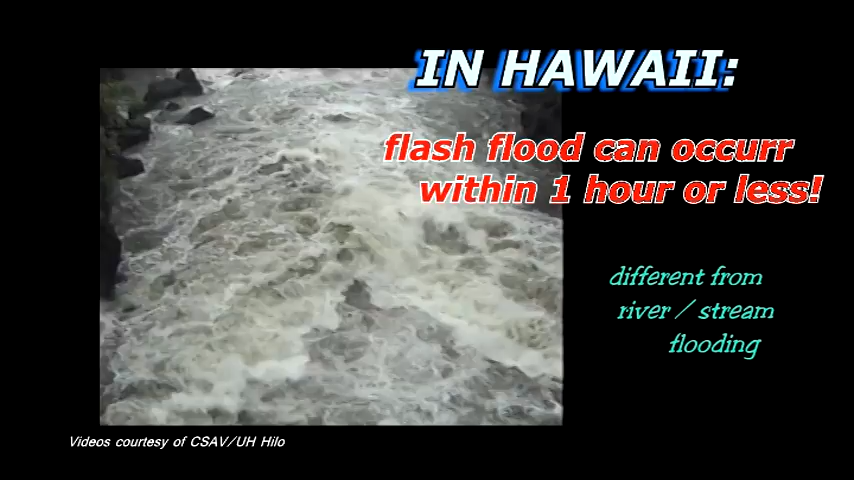 IN HAWAII:
flash flood can occurr
within 1 hour or less!
different from
river / stream
flooding
Videos courtesy of CSAV/UH Hilo